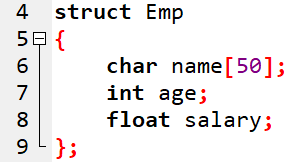 4 struct Emp
5 {
6 char name[50];
7 int age;
8 float salary;
9 };